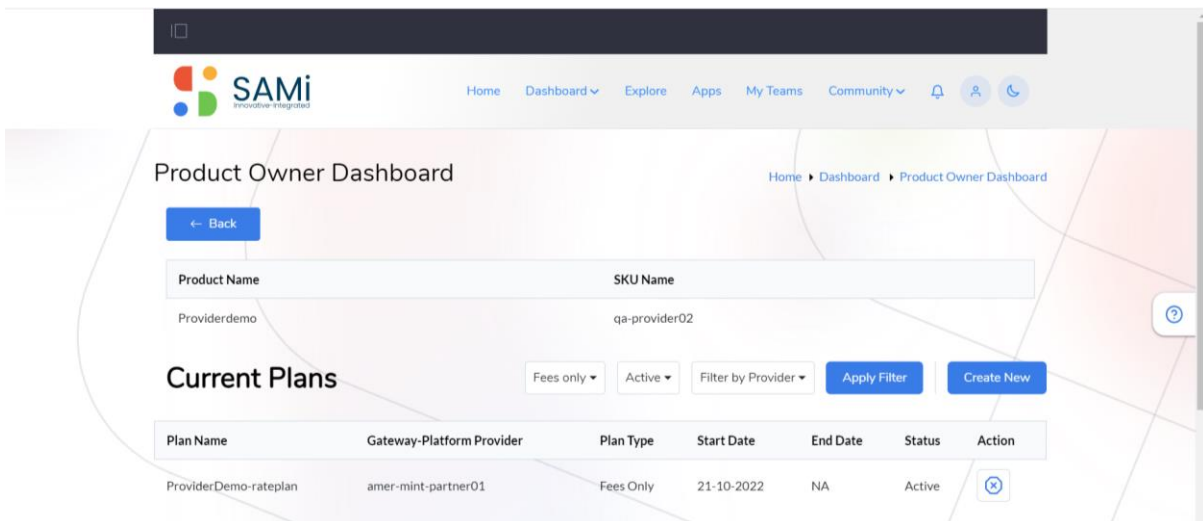 SAMi
Innovative-Integrated
Home Dashboard Explore Apps My Teams Community
Product Owner Dashboard
Home Dashboard Product Owner Dashboard
← Back
Product Name SKU Name
Providerdemo qa-provider02
Current Plans
Fees only Active Filter by Provider Apply Filter Create New
Plan Name Gateway-Platform Provider Plan Type Start Date End Date Status Action
ProviderDemo-rateplan amer-mint-partner01 Fees Only 21-10-2022 NA Active